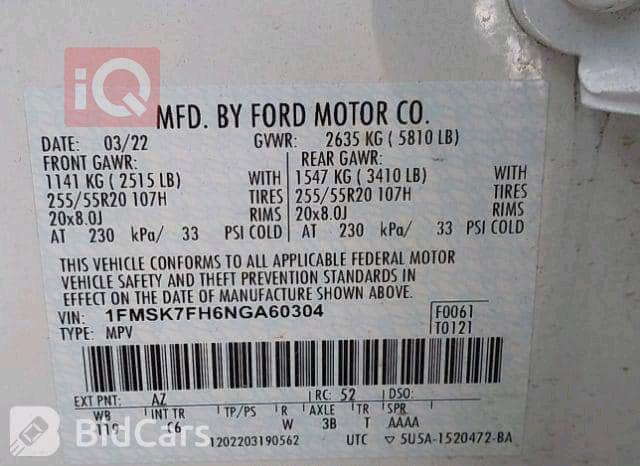 iQ
MFD. BY FORD MOTOR CO.
DATE: 03/22 GVWR: 2635 KG ( 5810 LB)
FRONT GAWR: REAR GAWR:
1141 KG ( 2515 LB) WITH 1547 KG ( 3410 LB) WITH
255/55R20 107H TIRES 255/55R20 107H TIRES
20x8.0J RIMS 20x8.0J RIMS
AT 230 kPa/ 33 PSI COLD AT 230 kPa/ 33 PSI COLD
THIS VEHICLE CONFORMS TO ALL APPLICABLE FEDERAL MOTOR
VEHICLE SAFETY AND THEFT PREVENTION STANDARDS IN
EFFECT ON THE DATE OF MANUFACTURE SHOWN ABOVE.
VIN: 1FMSK7FH6NGA60304 F0061
TYPE: MPV T0121
EXT PNT: AZ RC: 52 DSO:
WB INT TR TP/PS R AXLE TR SPR
119 C6 W 3B T AAAA
1202203190562 UTC 5U5A-1520472-BA
BidCars